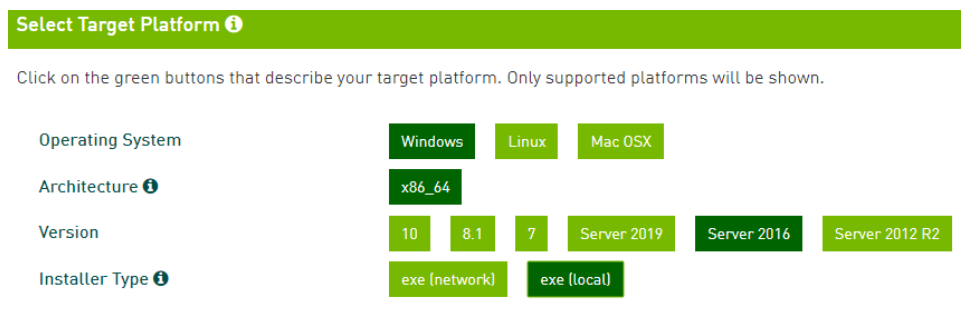 Select Target Platform
Click on the green buttons that describe your target platform. Only supported platforms will be shown.
Operating System Windows Linux Mac OSX
Architecture x86_64
Version 10 8.1 7 Server 2019 Server 2016 Server 2012 R2
Installer Type exe (network) exe (local)